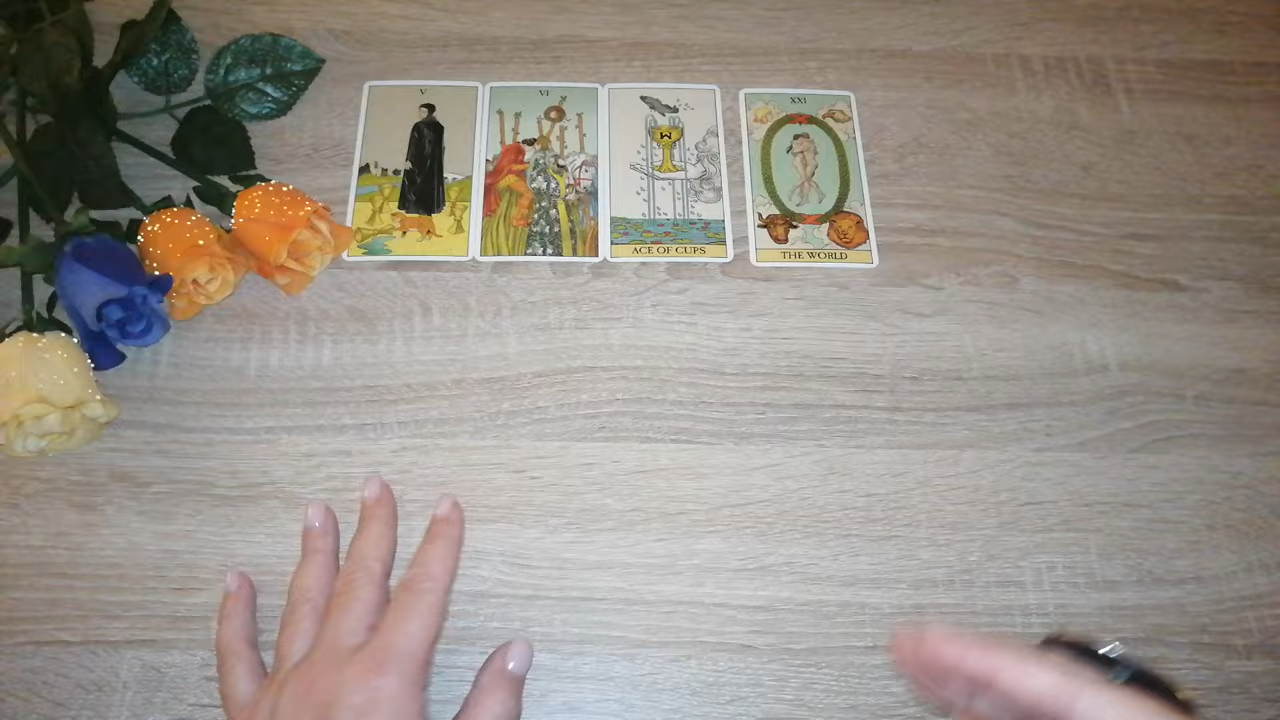 V
VI
ACE OF CUPS
XXI
THE WORLD